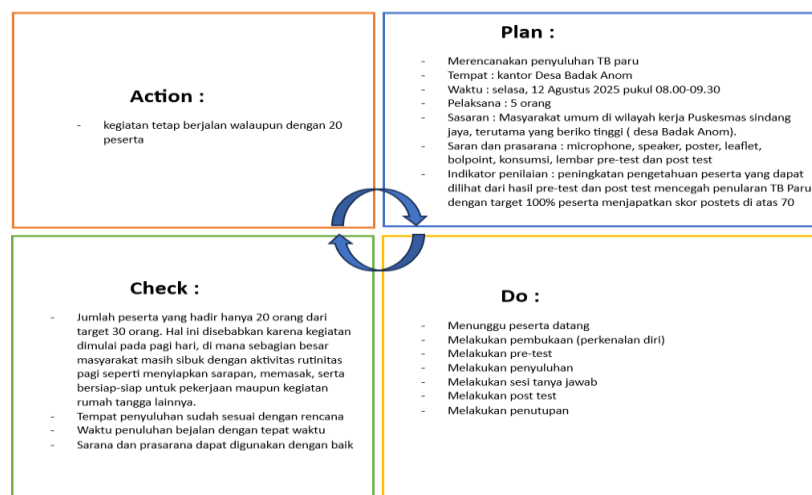 Action :
- kegiatan tetap berjalan walaupun dengan 20
peserta
Plan :
- Merencanakan penyuluhan TB paru
- Tempat : kantor Desa Badak Anom
- Waktu : selasa, 12 Agustus 2025 pukul 08.00-09.30
- Pelaksana : 5 orang
- Sasaran : Masyarakat umum di wilayah kerja Puskesmas sindang
jaya, terutama yang beriko tinggi ( desa Badak Anom).
- Saran dan prasarana : microphone, speaker, poster, leaflet,
bolpoint, konsumsi, lembar pre-test dan post test
- Indikator penilaian : peningkatan pengetahuan peserta yang dapat
dilihat dari hasil pre-test dan post test mencegah penularan TB Paru
dengan target 100% peserta menjapatkan skor postets di atas 70
Check :
- Jumlah peserta yang hadir hanya 20 orang dari
target 30 orang. Hal ini disebabkan karena kegiatan
dimulai pada pagi hari, di mana sebagian besar
masyarakat masih sibuk dengan aktivitas rutinitas
pagi seperti menyiapkan sarapan, memasak, serta
bersiap-siap untuk pekerjaan maupun kegiatan
rumah tangga lainnya.
- Tempat penyuluhan sudah sesuai dengan rencana
- Waktu penuluhan bejalan dengan tepat waktu
- Sarana dan prasarana dapat digunakan dengan baik
Do :
- Menunggu peserta datang
- Melakukan pembukaan (perkenalan diri)
- Melakukan pre-test
- Melakukan penyuluhan
- Melakukan sesi tanya jawab
- Melakukan post test
- Melakukan penutupan